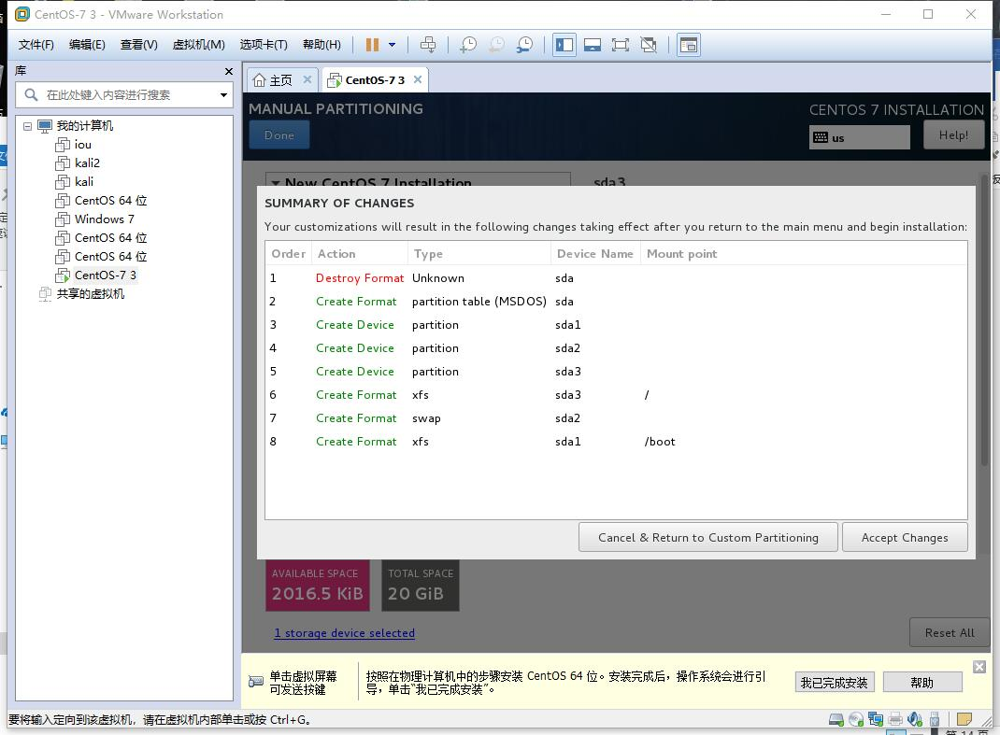 CentOS-7 3 - VMware Workstation
文件(F) 编辑(E) 查看(V) 虚拟机(M) 选项卡(T) 帮助(H)
库
在此处键入内容进行搜索
我的计算机
iou
kali2
kali
CentOS 64 位
Windows 7
CentOS 64 位
CentOS 64 位
CentOS-7 3
共享的虚拟机
主页 CentOS-7 3
MANUAL PARTITIONING
Done
CENTOS 7 INSTALLATION
us
Help!
New CentOS 7 Installation
sda3
SUMMARY OF CHANGES
Your customizations will result in the following changes taking effect after you return to the main menu and begin installation:
Order Action Type Device Name Mount point
1 Destroy Format Unknown sda
2 Create Format partition table (MSDOS) sda
3 Create Device partition sda1
4 Create Device partition sda2
5 Create Device partition sda3
6 Create Format xfs sda3 /
7 Create Format swap sda2
8 Create Format xfs sda1 /boot
Cancel & Return to Custom Partitioning Accept Changes
AVAILABLE SPACE
2016.5 KiB
TOTAL SPACE
20 GiB
1 storage device selected
Reset All
单击虚拟屏幕
可发送按键
按照在物理计算机中的步骤安装 CentOS 64 位。安装完成后，操作系统会进行引
导，单击“我已完成安装”。
我已完成安装 帮助
要将输入定向到该虚拟机，请在虚拟机内部单击或按 Ctrl+G。